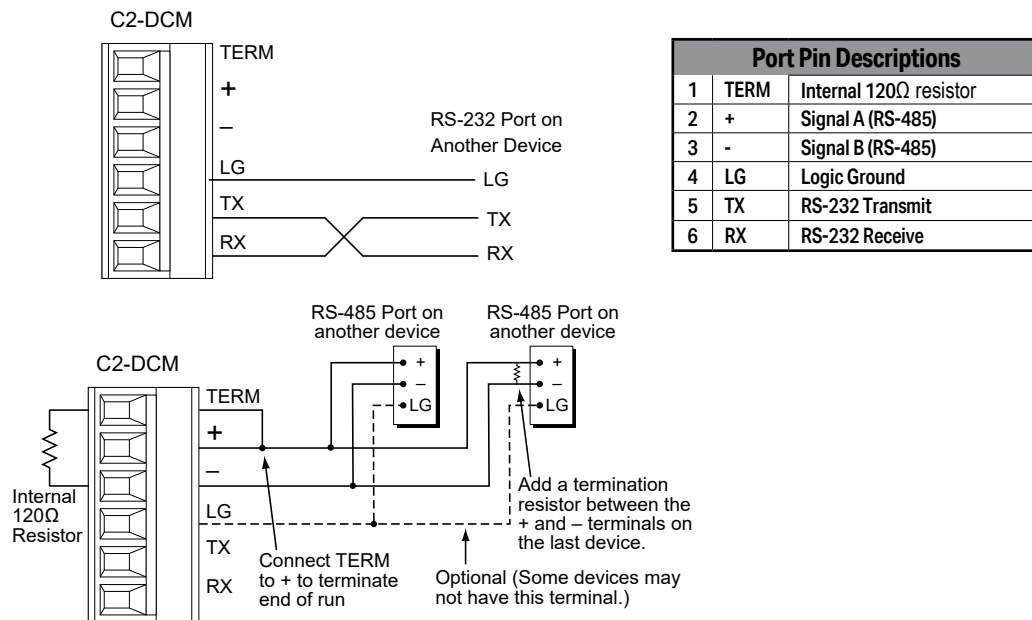 C2-DCM
TERM
+
–
LG
TX
RX
RS-232 Port on
Another Device
LG
TX
RX
Port Pin Descriptions
1 TERM Internal 120Ω resistor
2 + Signal A (RS-485)
3 - Signal B (RS-485)
4 LG Logic Ground
5 TX RS-232 Transmit
6 RX RS-232 Receive
C2-DCM
TERM
+
–
LG
TX
RX
Internal
120Ω
Resistor
RS-485 Port on
another device
+
–
LG
RS-485 Port on
another device
+
–
LG
Connect TERM
to + to terminate
end of run
Optional (Some devices may
not have this terminal.)
Add a termination
resistor between the
+ and – terminals on
the last device.